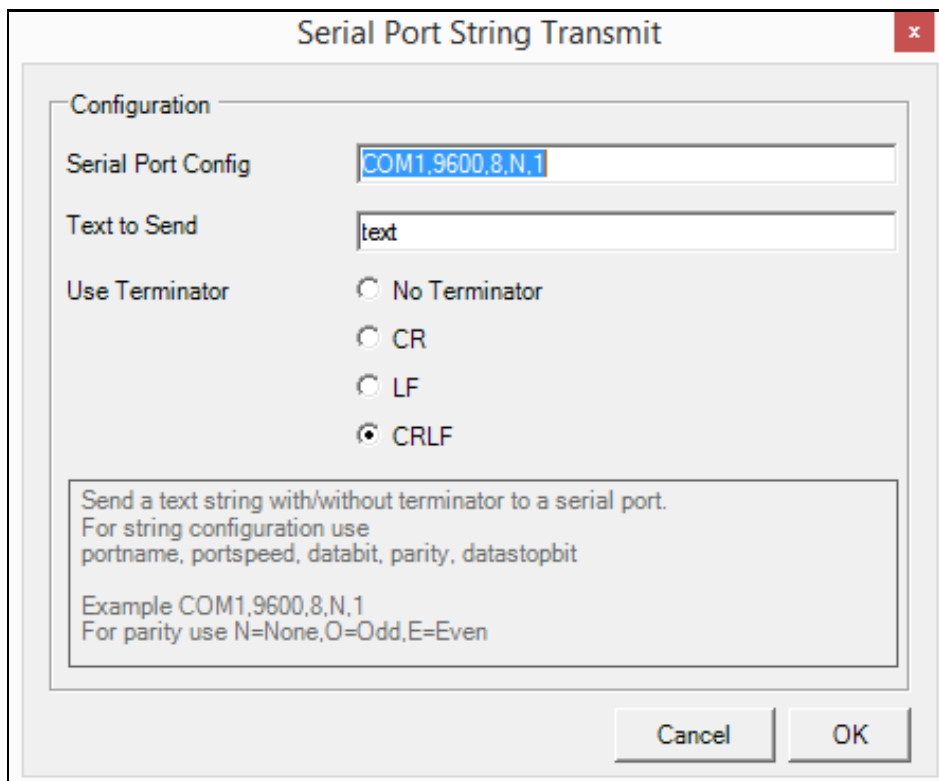 Serial Port String Transmit
x
Configuration
Serial Port Config COM1,9600,8,N,1
Text to Send text
Use Terminator No Terminator
CR
LF
CRLF
Send a text string with/without terminator to a serial port.
For string configuration use
portname, portspeed, databit, parity, datastopbit
Example COM1,9600,8,N,1
For parity use N=None,O=Odd,E=Even
Cancel OK